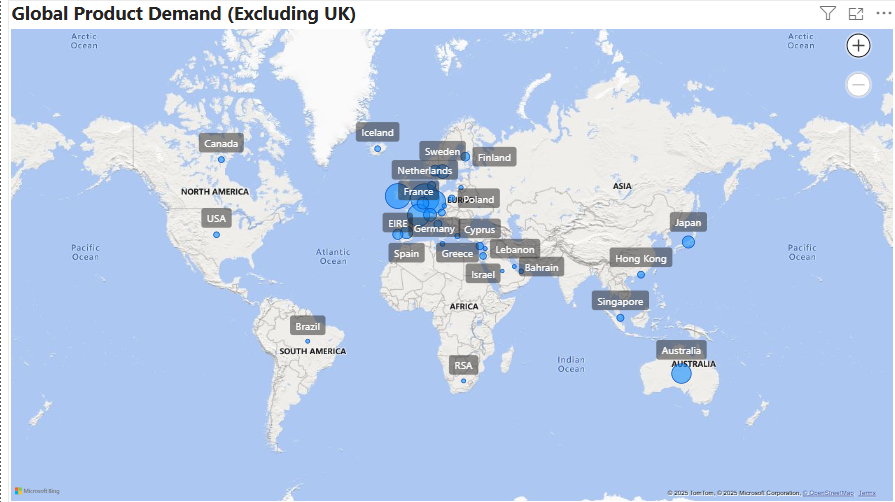 Global Product Demand (Excluding UK)
Arctic
Ocean
Arctic
Ocean
Iceland
Canada
Sweden
Finland
Netherlands
ASIA
NORTH AMERICA
France
EUROPE
Poland
USA
EIRE
Germany
Cyprus
Japan
Pacific
Ocean
Atlantic
Ocean
Spain
Greece
Lebanon
Hong Kong
Pacific
Ocean
Israel
Bahrain
Singapore
AFRICA
Brazil
SOUTH AMERICA
RSA
Indian
Ocean
Australia
AUSTRALIA
Microsoft Bing
© 2025 TomTom, © 2025 Microsoft Corporation, © OpenStreetMap Terms